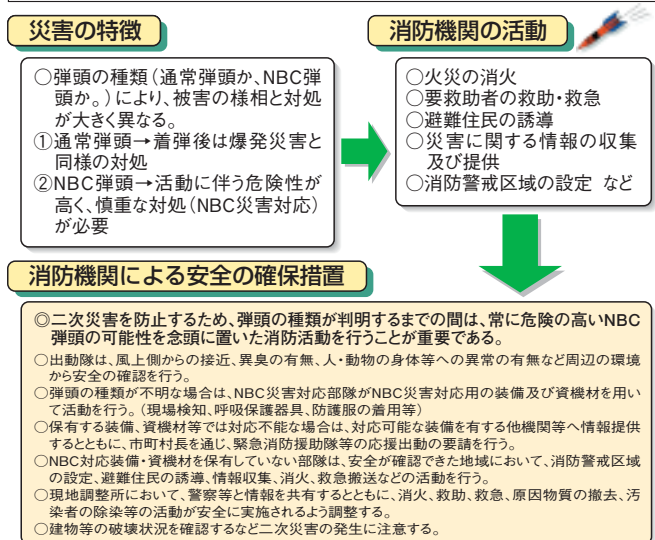 災害の特徴
○弾頭の種類（通常弾頭か、NBC弾
頭か。）により、被害の様相と対処
が大きく異なる。
①通常弾頭→着弾後は爆発災害と
同様の対処
②NBC弾頭→活動に伴う危険性が
高く、慎重な対処（NBC災害対応）
が必要
消防機関の活動
○火災の消火
○要救助者の救助・救急
○避難住民の誘導
○災害に関する情報の収集
及び提供
○消防警戒区域の設定 など
消防機関による安全の確保措置
◎二次災害を防止するため、弾頭の種類が判明するまでの間は、常に危険の高いNBC
弾頭の可能性を念頭に置いた消防活動を行うことが重要である。
○出動隊は、風上側からの接近、異臭の有無、人・動物の身体等への異常の有無など周辺の環境
から安全の確認を行う。
○弾頭の種類が不明な場合は、NBC災害対応部隊がNBC災害対応用の装備及び資機材を用い
て活動を行う。（現場検知、呼吸保護器具、防護服の着用等）
○保有する装備、資機材等では対応不能な場合は、対応可能な装備を有する他機関等へ情報提供
するとともに、市町村長を通じ、緊急消防援助隊等の応援出動の要請を行う。
○NBC対応装備・資機材を保有していない部隊は、安全が確認できた地域において、消防警戒区域
の設定、避難住民の誘導、情報収集、消火、救急搬送などの活動を行う。
○現地調整所において、警察等と情報を共有するとともに、消火、救助、救急、原因物質の撤去、汚
染者の除染等の活動が安全に実施されるよう調整する。
○建物等の破壊状況を確認するなど二次災害の発生に注意する。